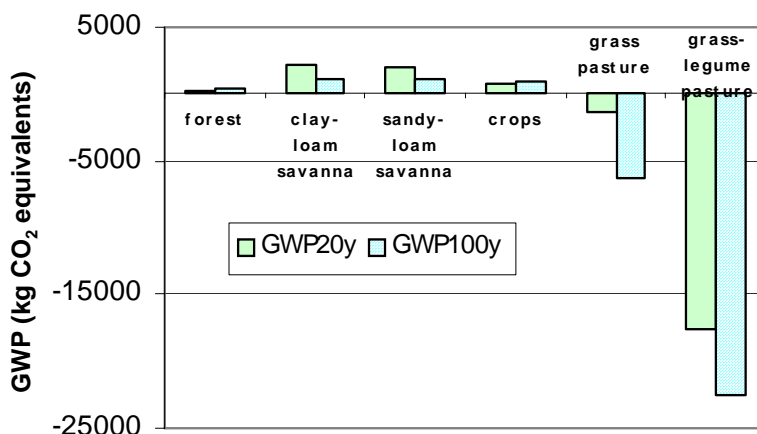 GWP (kg CO₂ equivalents)
5000
-5000
-15000
-25000
forest
clay-
loam
savanna
sandy-
loam
savanna
crops
grass
pasture
grass-
legume
pasture
GWP20y
GWP100y